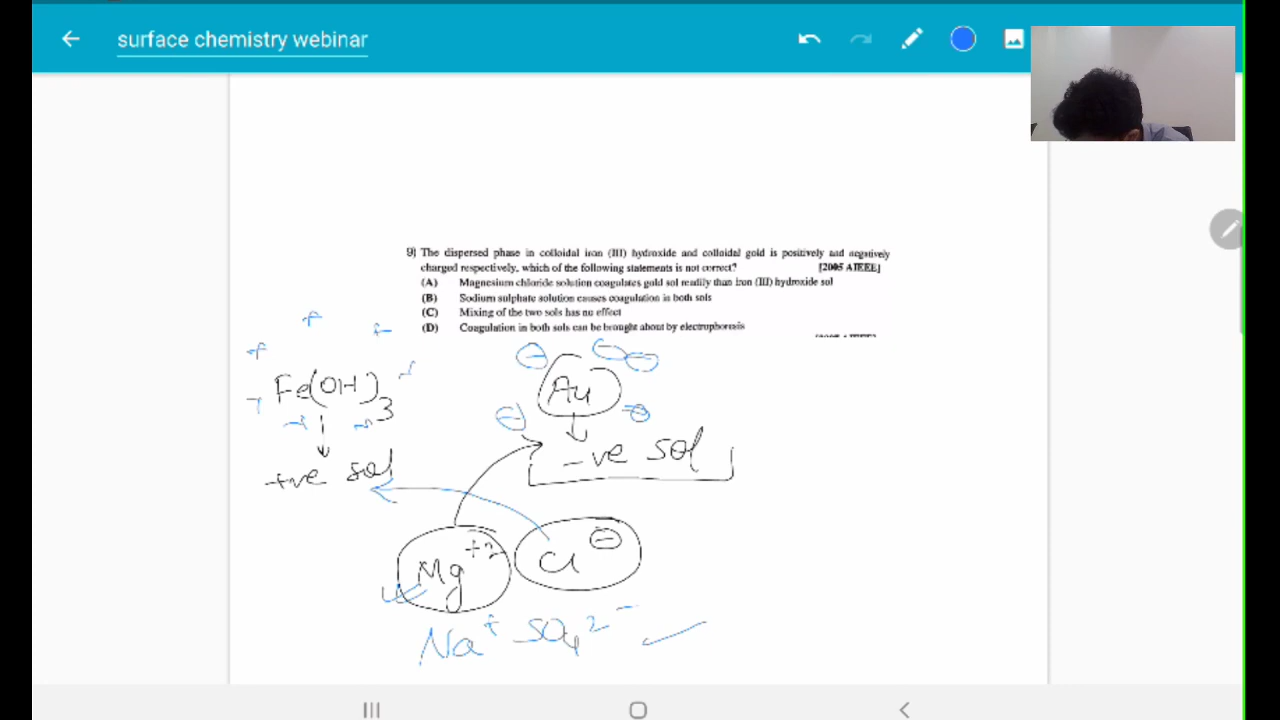 surface chemistry webinar
9) The dispersed phase in colloidal iron (III) hydroxide and colloidal gold is positively and negatively
charged respectively, which of the following statements is not correct? [2005 AIEEE]
(A) Magnesium chloride solution coagulates gold sol readily than iron (III) hydroxide sol
(B) Sodium sulphate solution causes coagulation in both sols
(C) Mixing of the two sols has no effect
(D) Coagulation in both sols can be brought about by electrophoresis
Fe(OH)3
Au
+ve sol
-ve sol
Mg+2 Cl-
Na+ SO4 2-